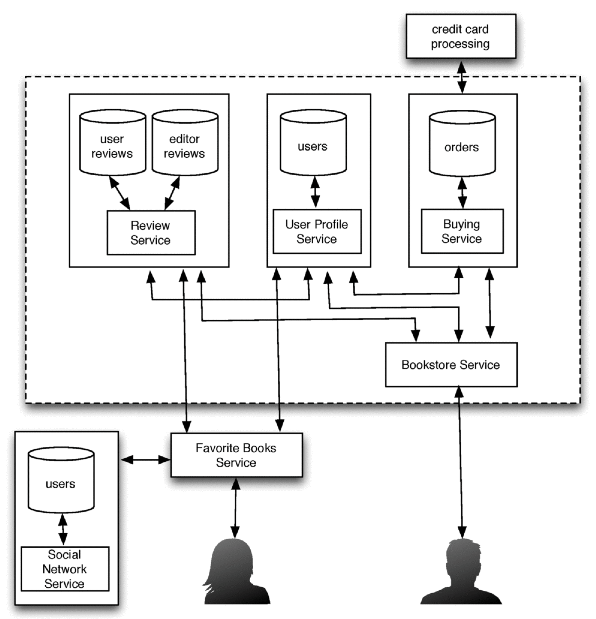 credit card
processing
user
reviews
editor
reviews
users
orders
Review
Service
User Profile
Service
Buying
Service
Bookstore Service
Favorite Books
Service
users
Social
Network
Service